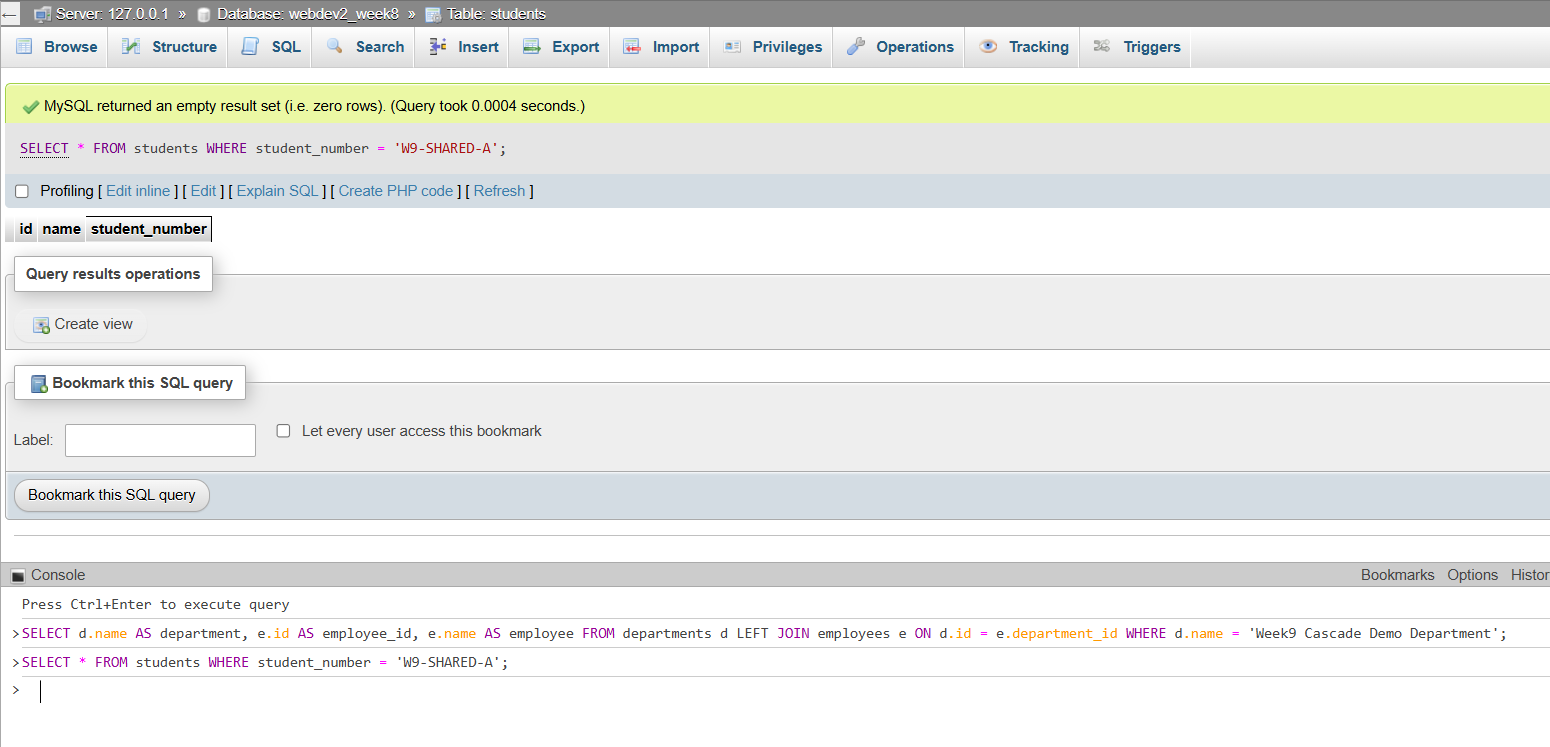 ← Server: 127.0.0.1 » Database: webdev2_week8 » Table: students
Browse Structure SQL Search Insert Export Import Privileges Operations Tracking Triggers
MySQL returned an empty result set (i.e. zero rows). (Query took 0.0004 seconds.)
SELECT * FROM students WHERE student_number = 'W9-SHARED-A';
Profiling [ Edit inline ] [ Edit ] [ Explain SQL ] [ Create PHP code ] [ Refresh ]
id name student_number
Query results operations
Create view
Bookmark this SQL query
Label: Let every user access this bookmark
Bookmark this SQL query
Console Bookmarks Options Histor
Press Ctrl+Enter to execute query
>SELECT d.name AS department, e.id AS employee_id, e.name AS employee FROM departments d LEFT JOIN employees e ON d.id = e.department_id WHERE d.name = 'Week9 Cascade Demo Department';
>SELECT * FROM students WHERE student_number = 'W9-SHARED-A';
>